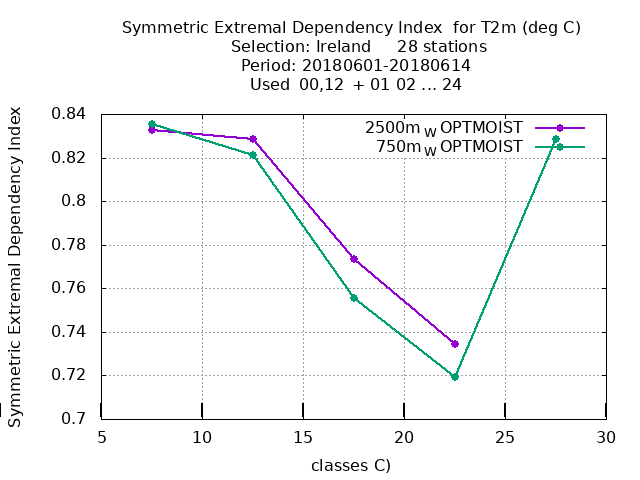 Symmetric Extremal Dependency Index for T2m (deg C)
Selection: Ireland 28 stations
Period: 20180601-20180614
Used 00,12 + 01 02 ... 24
Symmetric Extremal Dependency Index
0.84
0.82
0.8
0.78
0.76
0.74
0.72
0.7
2500m W OPTMOIST
750m W OPTMOIST
5 10 15 20 25 30
classes C)